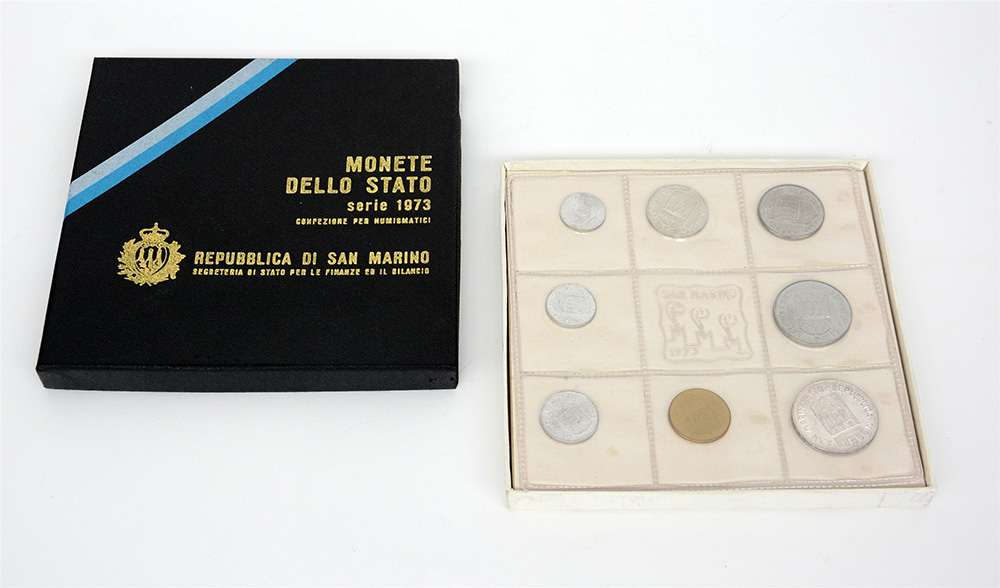 MONETE
DELLO STATO
serie 1973
CONFEZIONE PER NUMISMATICI
REPUBBLICA DI SAN MARINO
SEGRETERIA DI STATO PER LE FINANZE ED IL BILANCIO
SAN MARINO
1973